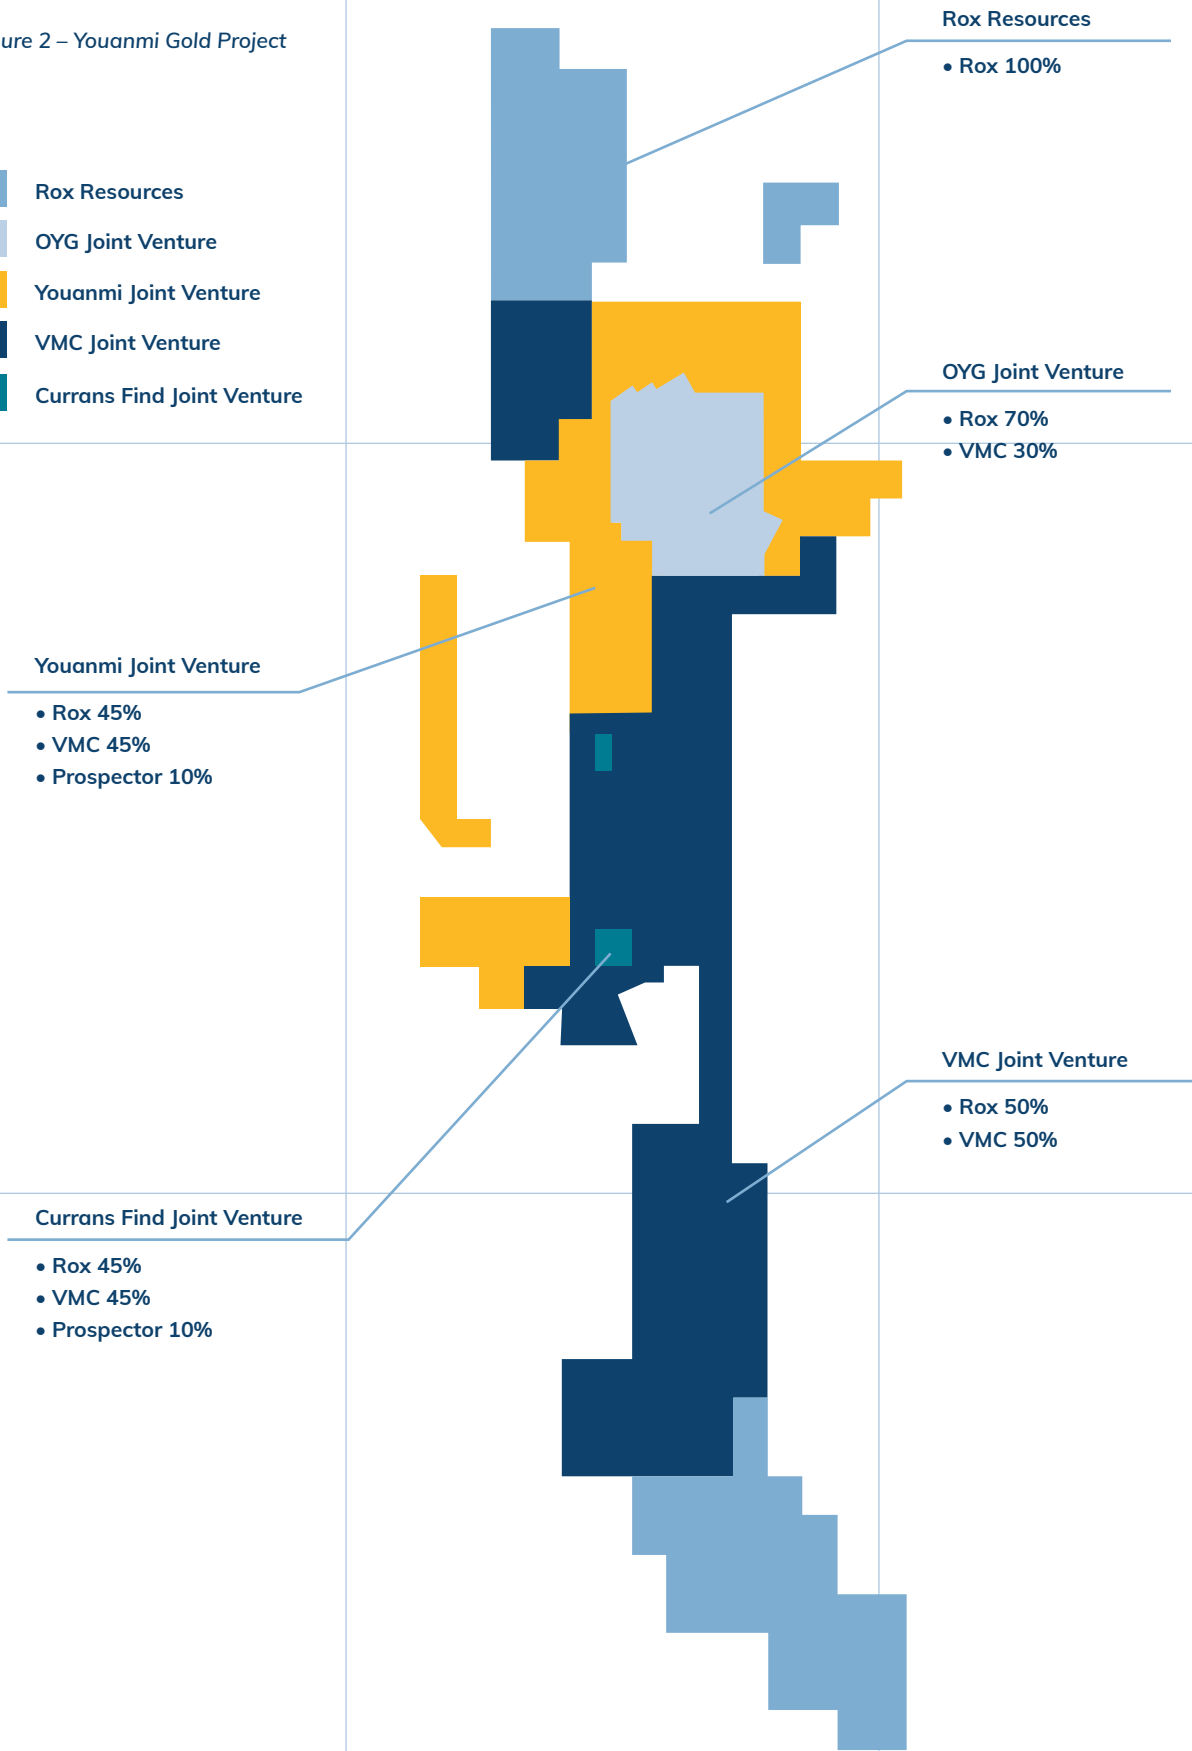 ure 2 – Youanmi Gold Project
Rox Resources
OYG Joint Venture
Youanmi Joint Venture
VMC Joint Venture
Currans Find Joint Venture
Rox Resources
• Rox 100%
OYG Joint Venture
• Rox 70%
• VMC 30%
Youanmi Joint Venture
• Rox 45%
• VMC 45%
• Prospector 10%
VMC Joint Venture
• Rox 50%
• VMC 50%
Currans Find Joint Venture
• Rox 45%
• VMC 45%
• Prospector 10%